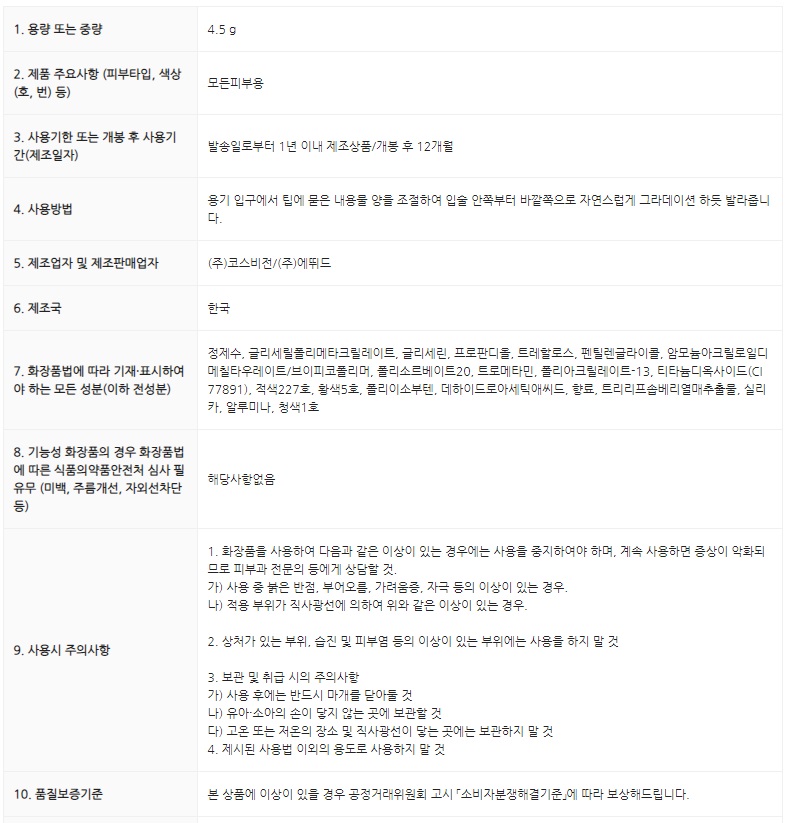 1. 용량 또는 중량
4.5 g
2. 제품 주요사항 (피부타입, 색상
(호, 번) 등)
모든피부용
3. 사용기한 또는 개봉 후 사용기
간(제조일자)
발송일로부터 1년 이내 제조상품/개봉 후 12개월
4. 사용방법
용기 입구에서 팁에 묻은 내용물 양을 조절하여 입술 안쪽부터 바깥쪽으로 자연스럽게 그라데이션 하듯 발라줍니
다.
5. 제조업자 및 제조판매업자
(주)코스비전/(주)에뛰드
6. 제조국
한국
7. 화장품법에 따라 기재·표시하여
야 하는 모든 성분(이하 전성분)
정제수, 글리세릴폴리메타크릴레이트, 글리세린, 프로판디올, 트레할로스, 펜틸렌글라이콜, 암모늄아크릴로일디
메칠타우레이트/브이피코폴리머, 폴리소르베이트20, 트로메타민, 폴리아크릴레이트-13, 티타늄디옥사이드(CI
77891), 적색227호, 황색5호, 폴리이소부텐, 데하이드로아세틱애씨드, 향료, 트리리프솝베리열매추출물, 실리
카, 알루미나, 청색1호
8. 기능성 화장품의 경우 화장품법
에 따른 식품의약품안전처 심사 필
유무 (미백, 주름개선, 자외선차단
등)
해당사항없음
9. 사용시 주의사항
1. 화장품을 사용하여 다음과 같은 이상이 있는 경우에는 사용을 중지하여야 하며, 계속 사용하면 증상이 악화되
므로 피부과 전문의 등에게 상담할 것.
가) 사용 중 붉은 반점, 부어오름, 가려움증, 자극 등의 이상이 있는 경우.
나) 적용 부위가 직사광선에 의하여 위와 같은 이상이 있는 경우.
2. 상처가 있는 부위, 습진 및 피부염 등의 이상이 있는 부위에는 사용을 하지 말 것
3. 보관 및 취급 시의 주의사항
가) 사용 후에는 반드시 마개를 닫아둘 것
나) 유아·소아의 손이 닿지 않는 곳에 보관할 것
다) 고온 또는 저온의 장소 및 직사광선이 닿는 곳에는 보관하지 말 것
4. 제시된 사용법 이외의 용도로 사용하지 말 것
10. 품질보증기준
본 상품에 이상이 있을 경우 공정거래위원회 고시 「소비자분쟁해결기준」에 따라 보상해드립니다.